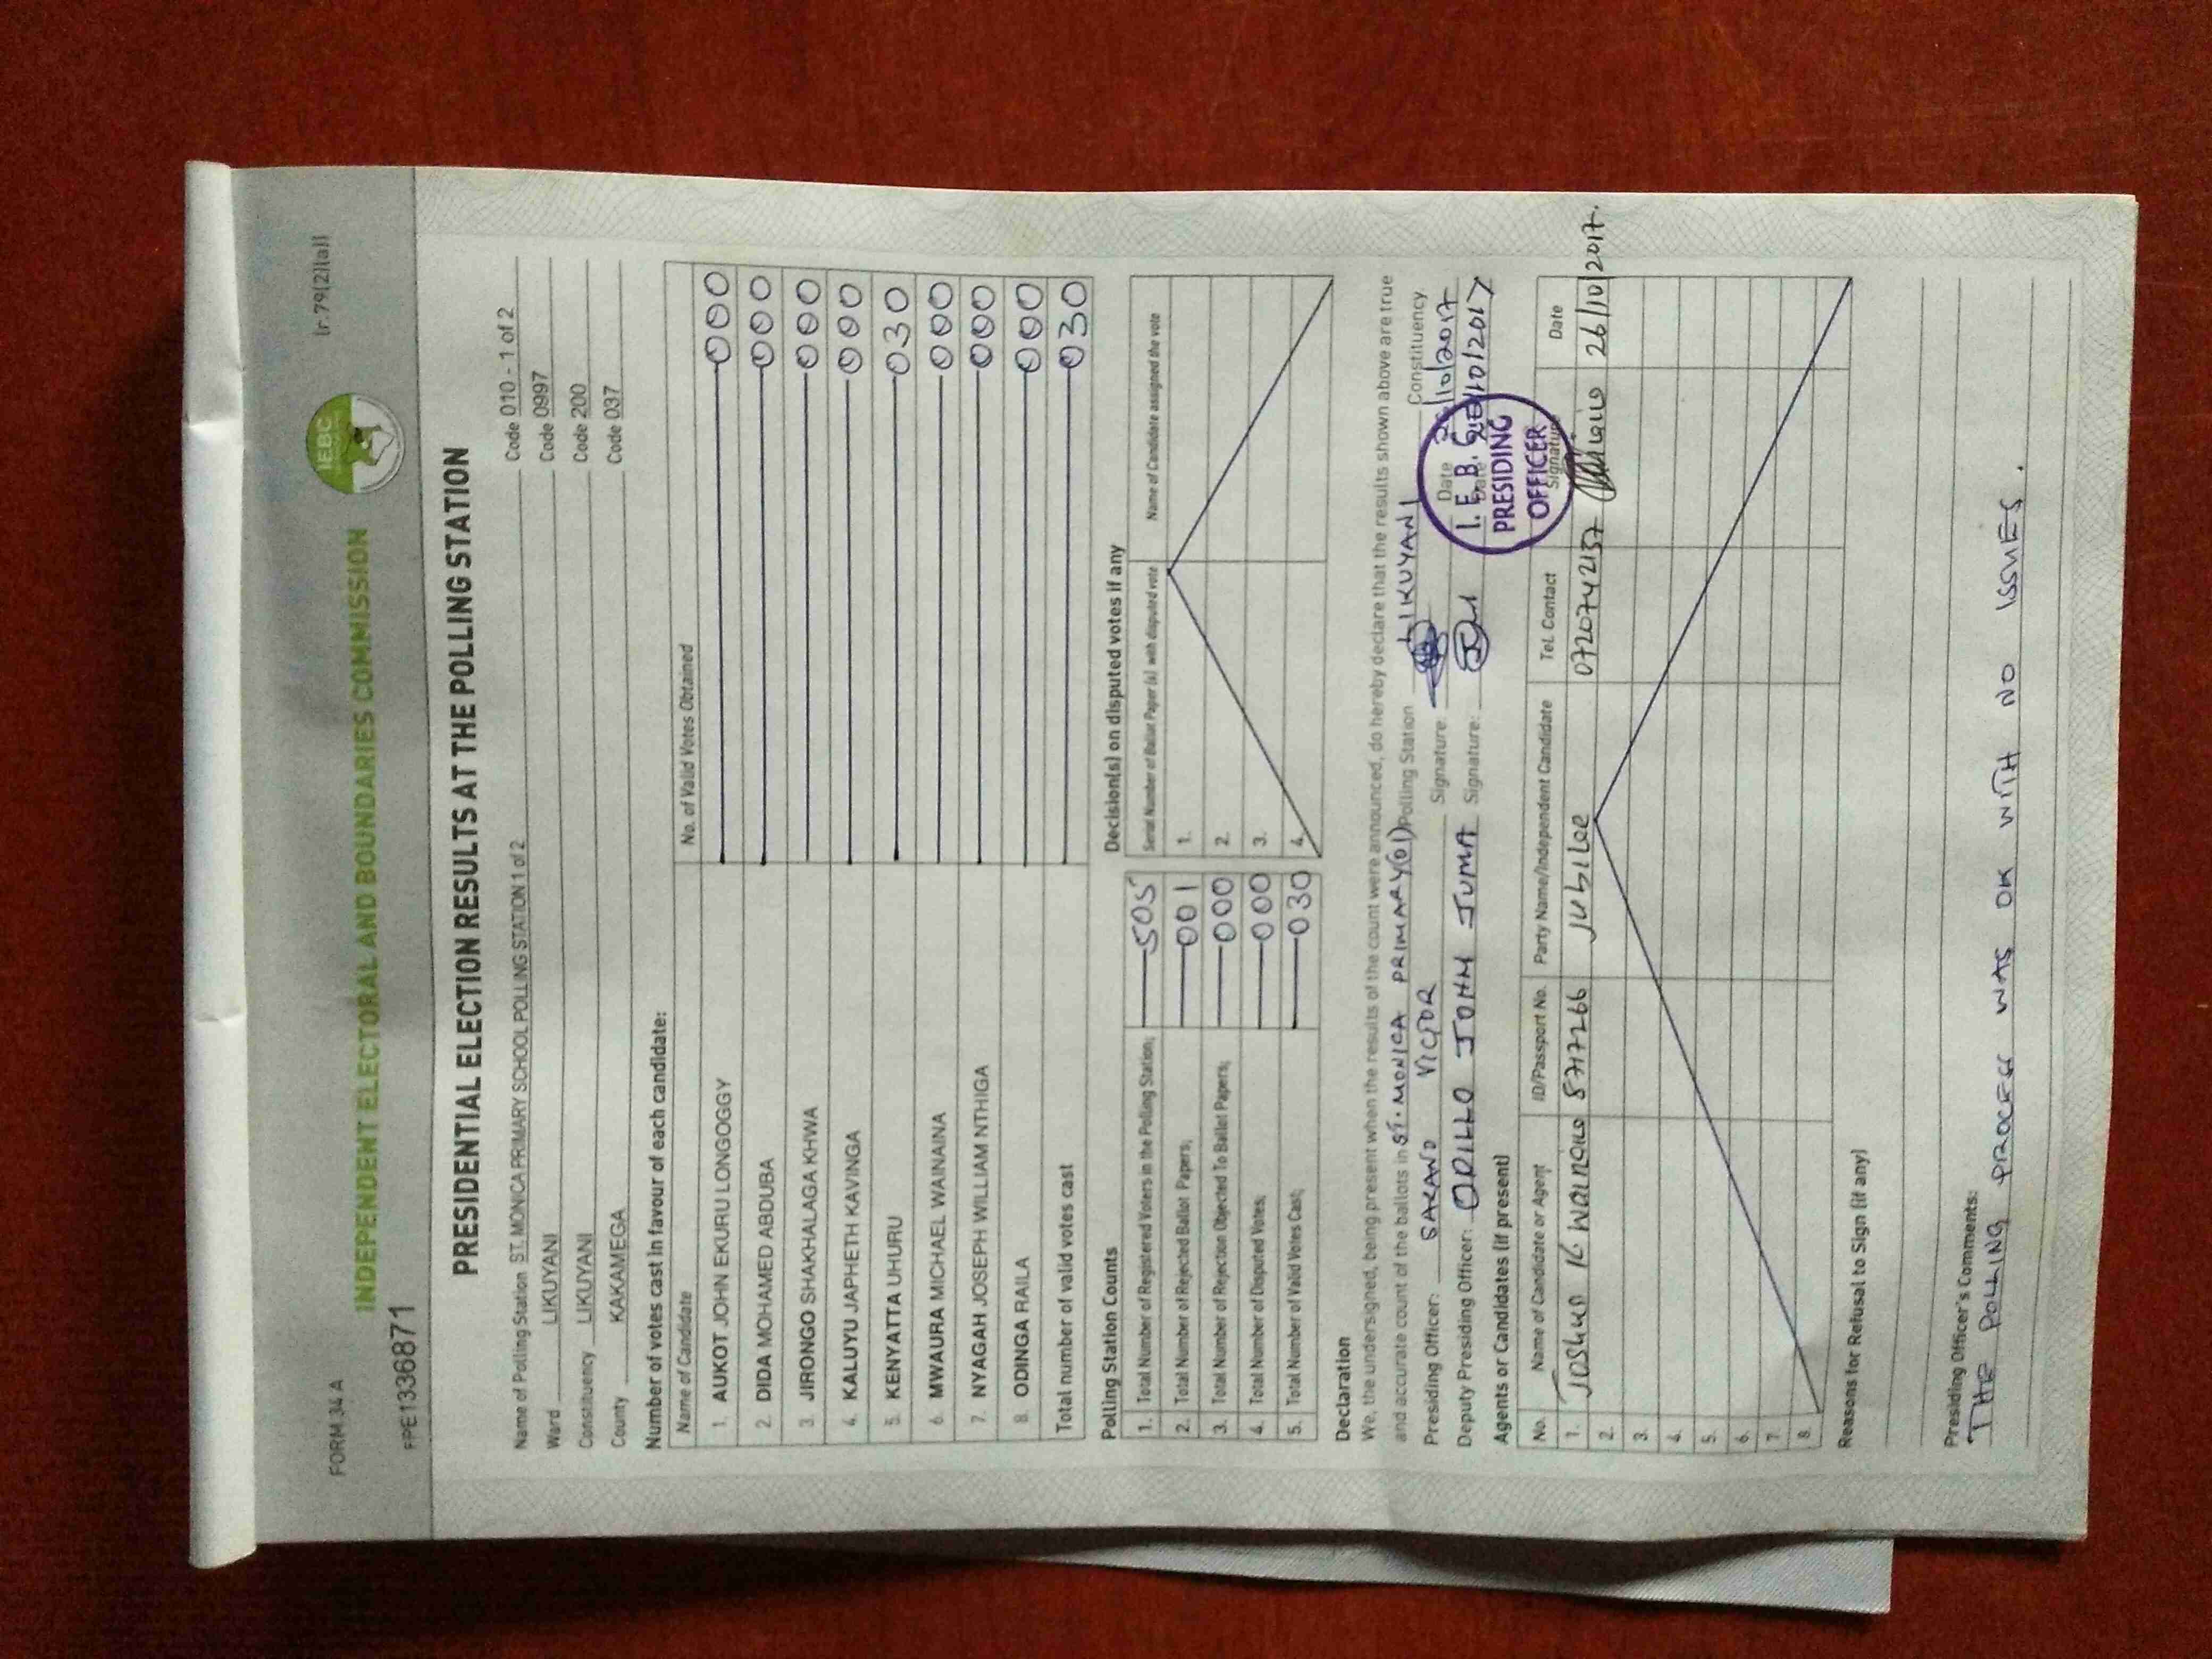 FORM 34 A
(r.79(2)(a))
IEBC
INDEPENDENT ELECTORAL AND BOUNDARIES COMMISSION
FPE1336871
PRESIDENTIAL ELECTION RESULTS AT THE POLLING STATION
Name of Polling Station ST. MONICA PRIMARY SCHOOL POLLING STATION 1 of 2 Code 010 - 1 of 2
Ward LIKUYANI Code 0997
Constituency LIKUYANI Code 200
County KAKAMEGA Code 037
Number of votes cast in favour of each candidate:
Name of Candidate No. of Valid Votes Obtained
1. AUKOT JOHN EKURU LONGOGGY 000
2. DIDA MOHAMED ABDUBA 000
3. JIRONGO SHAKHALAGA KHWA 000
4. KALUYU JAPHETH KAVINGA 000
5. KENYATTA UHURU 030
6. MWAURA MICHAEL WAINAINA 000
7. NYAGAH JOSEPH WILLIAM NTHIGA 000
8. ODINGA RAILA 000
Total number of valid votes cast 030
Polling Station Counts
1. Total Number of Registered Voters in the Polling Station; 505
2. Total Number of Rejected Ballot Papers; 001
3. Total Number of Rejection Objected To Ballot Papers; 000
4. Total Number of Disputed Votes; 000
5. Total Number of Valid Votes Cast; 030
Decision(s) on disputed votes if any
Serial Number of Ballot Paper (s) with disputed vote Name of Candidate assigned the vote
1.
2.
3.
4.
Declaration
We, the undersigned, being present when the results of the count were announced, do hereby declare that the results shown above are true
and accurate count of the ballots in ST. MONICA PRIMARY (01) Polling Station LIKUYANI Constituency
Presiding Officer: SAKANO VICTOR Signature: Date /10/2017
Deputy Presiding Officer: ODILLO JOHN JUMA Signature: Date /10/2017
I. E. B. C
PRESIDING
OFFICER
Agents or Candidates (if present)
No. Name of Candidate or Agent ID/Passport No. Party Name/Independent Candidate Tel. Contact Signature Date
1. Joshua K Wainaina 8717266 Jubilee 0720742157 26/10/2017.
2.
3.
4.
5.
6.
7.
8.
Reasons for Refusal to Sign (if any)
Presiding Officer's Comments:
THE POLLING PROCESS WAS OK WITH NO ISSUES.